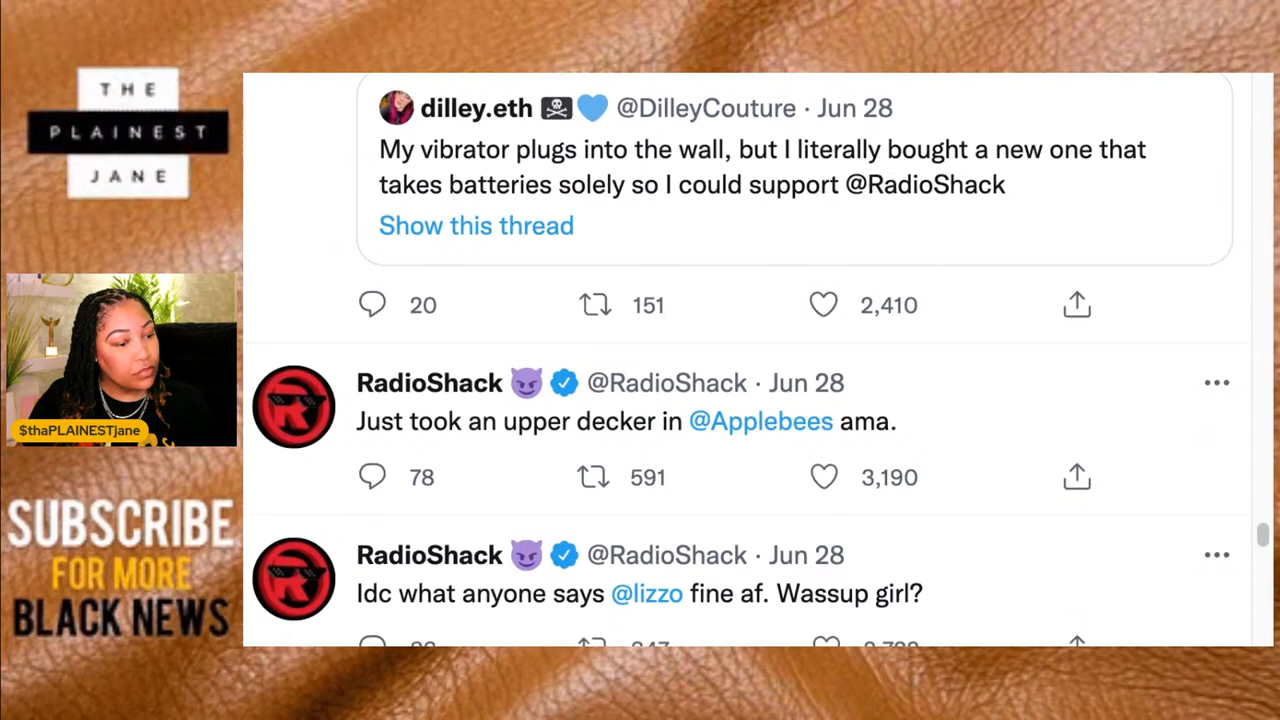 THE
PLAINEST
JANE
dilley.eth @DilleyCouture · Jun 28
My vibrator plugs into the wall, but I literally bought a new one that
takes batteries solely so I could support @RadioShack
Show this thread
20 151 2,410
RadioShack @RadioShack · Jun 28
Just took an upper decker in @Applebees ama.
78 591 3,190
RadioShack @RadioShack · Jun 28
Idc what anyone says @lizzo fine af. Wassup girl?
$thaPLAINESTjane
SUBSCRIBE
FOR MORE
BLACK NEWS